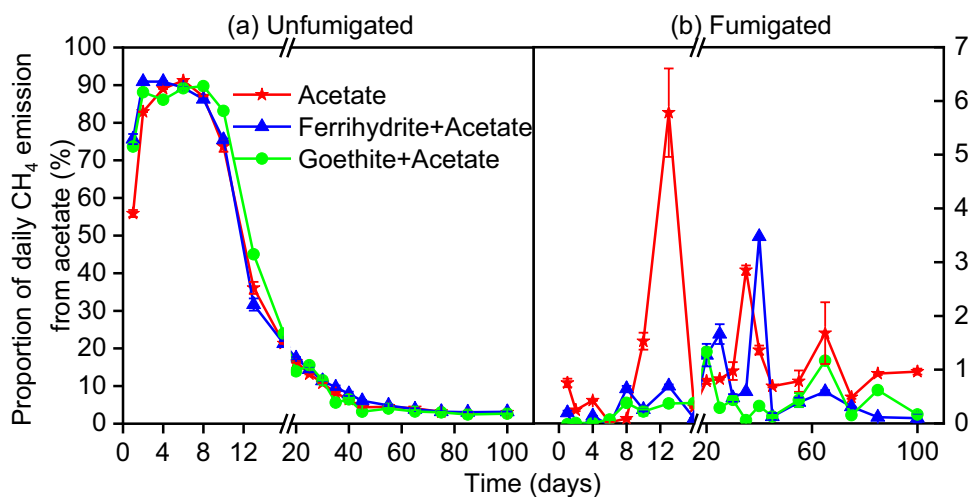 (a) Unfumigated
(b) Fumigated
Proportion of daily CH4 emission
from acetate (%)
100
90
80
70
60
50
40
30
20
10
0
Acetate
Ferrihydrite+Acetate
Goethite+Acetate
7
6
5
4
3
2
1
0
0 4 8 12 20 40 60 80 100
0 4 8 12 20 60 100
Time (days)